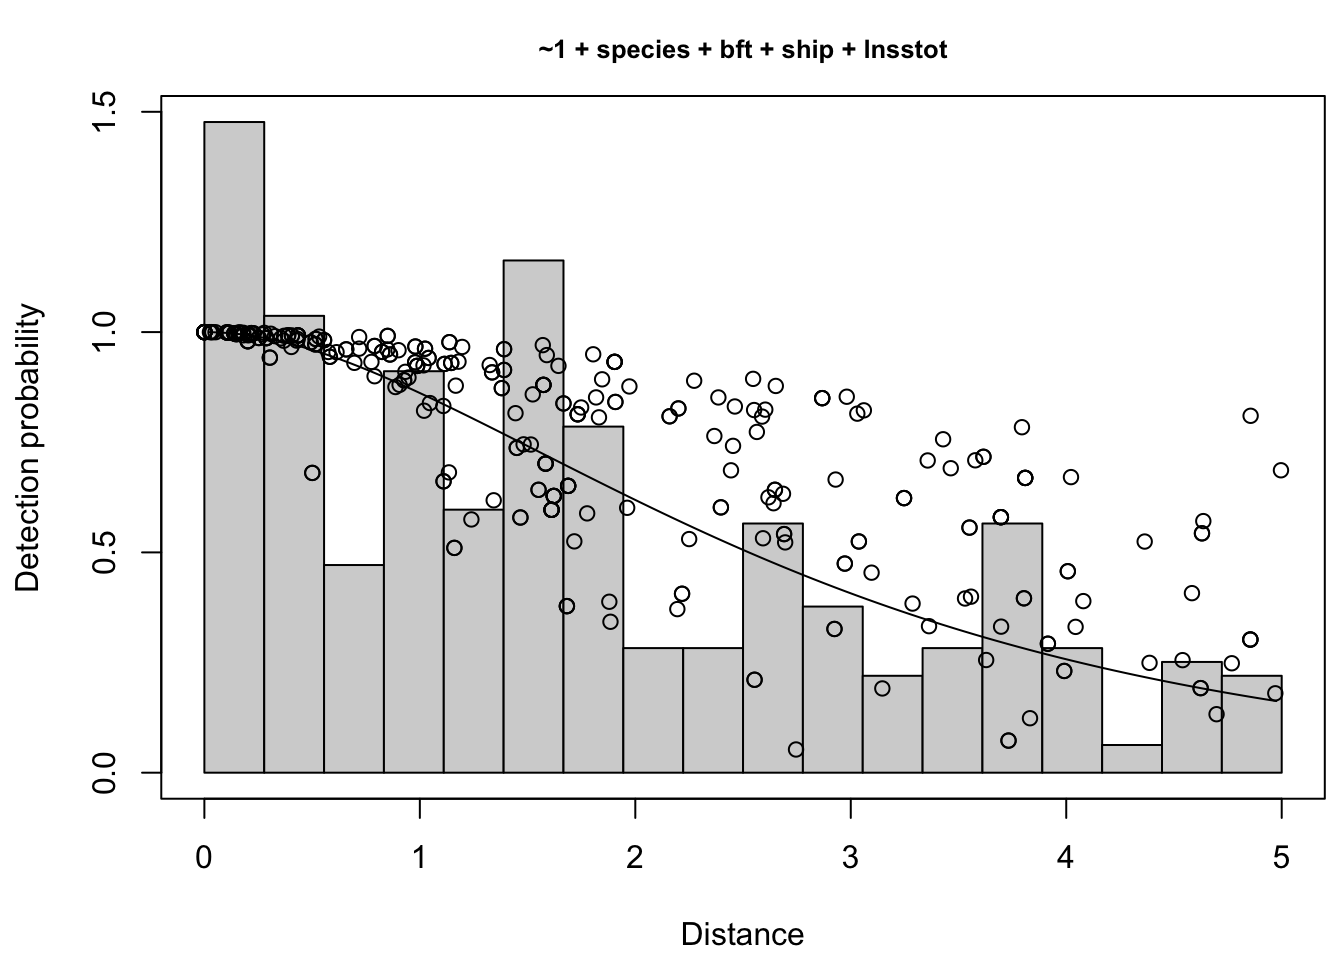 ~1 + species + bft + ship + lnsstot
1.5
1.0
0.5
0.0
Detection probability
0 1 2 3 4 5
Distance